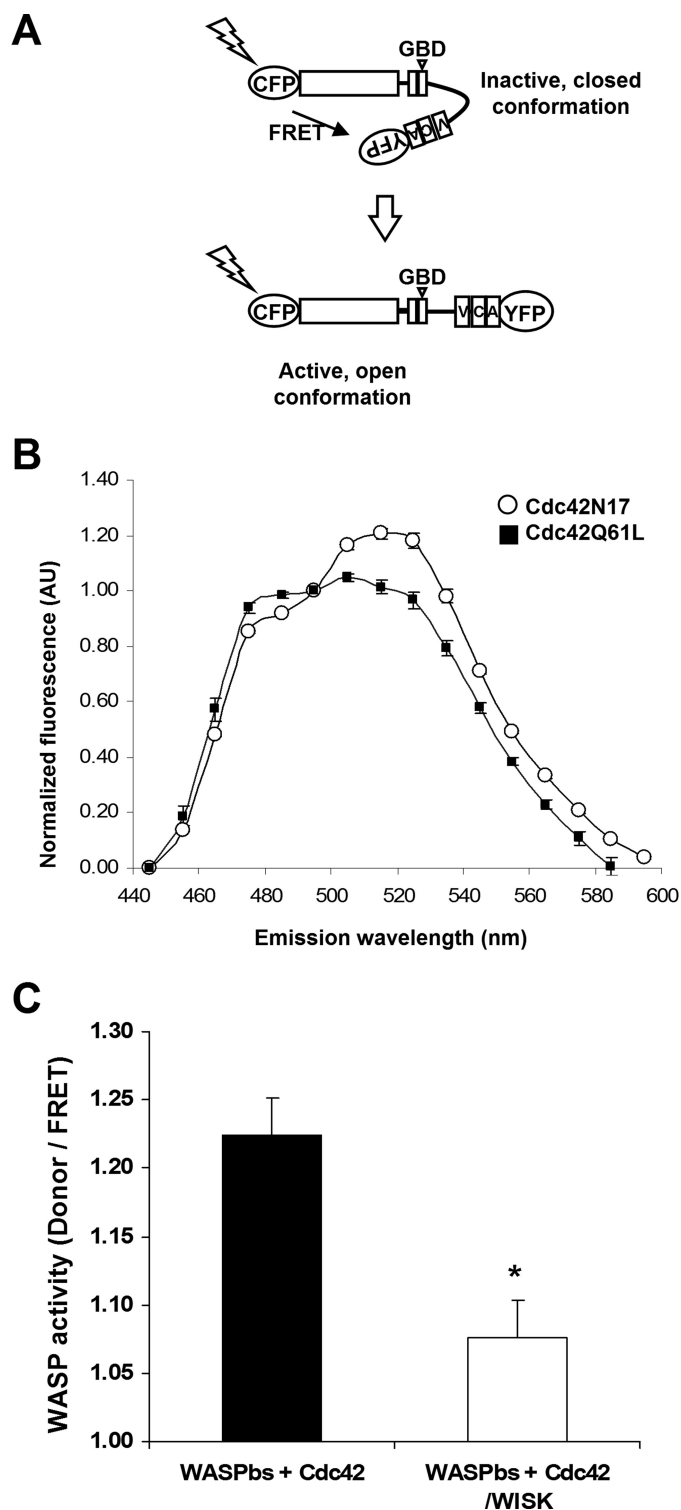 A
GBD
CFP
Inactive, closed
conformation
FRET
YFP
A
C
V
GBD
CFP
V C A YFP
Active, open
conformation
B
1.40
1.20
1.00
0.80
0.60
0.40
0.20
0.00
Normalized fluorescence (AU)
Cdc42N17
Cdc42Q61L
440 460 480 500 520 540 560 580 600
Emission wavelength (nm)
C
1.30
1.25
1.20
1.15
1.10
1.05
1.00
WASP activity (Donor / FRET)
*
WASPbs + Cdc42
WASPbs + Cdc42
/WISK